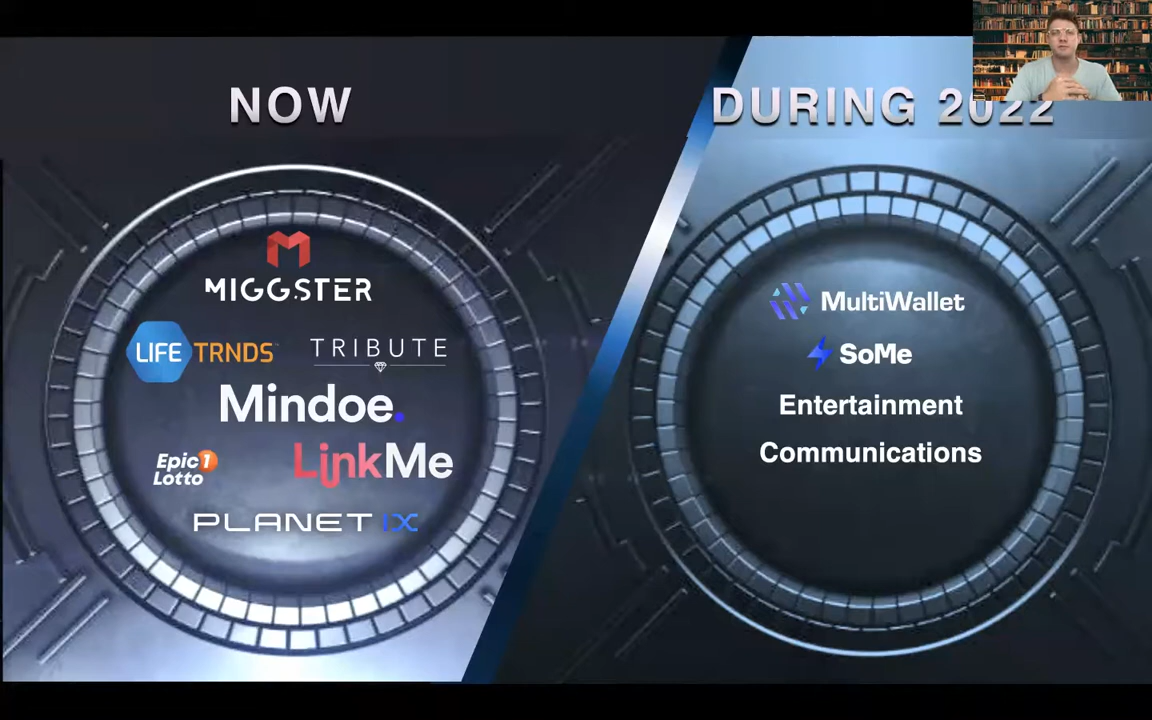 NOW
MIGGSTER
LIFE TRNDS
TRIBUTE
Mindoe.
Epic1
Lotto
LinkMe
PLANET IX
DURING 2022
MultiWallet
SoMe
Entertainment
Communications